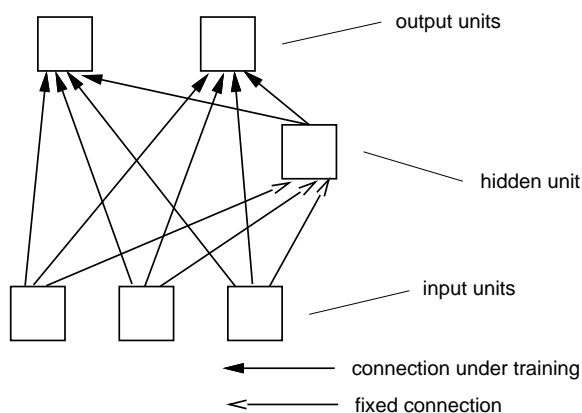 output units
hidden unit
input units
connection under training
fixed connection